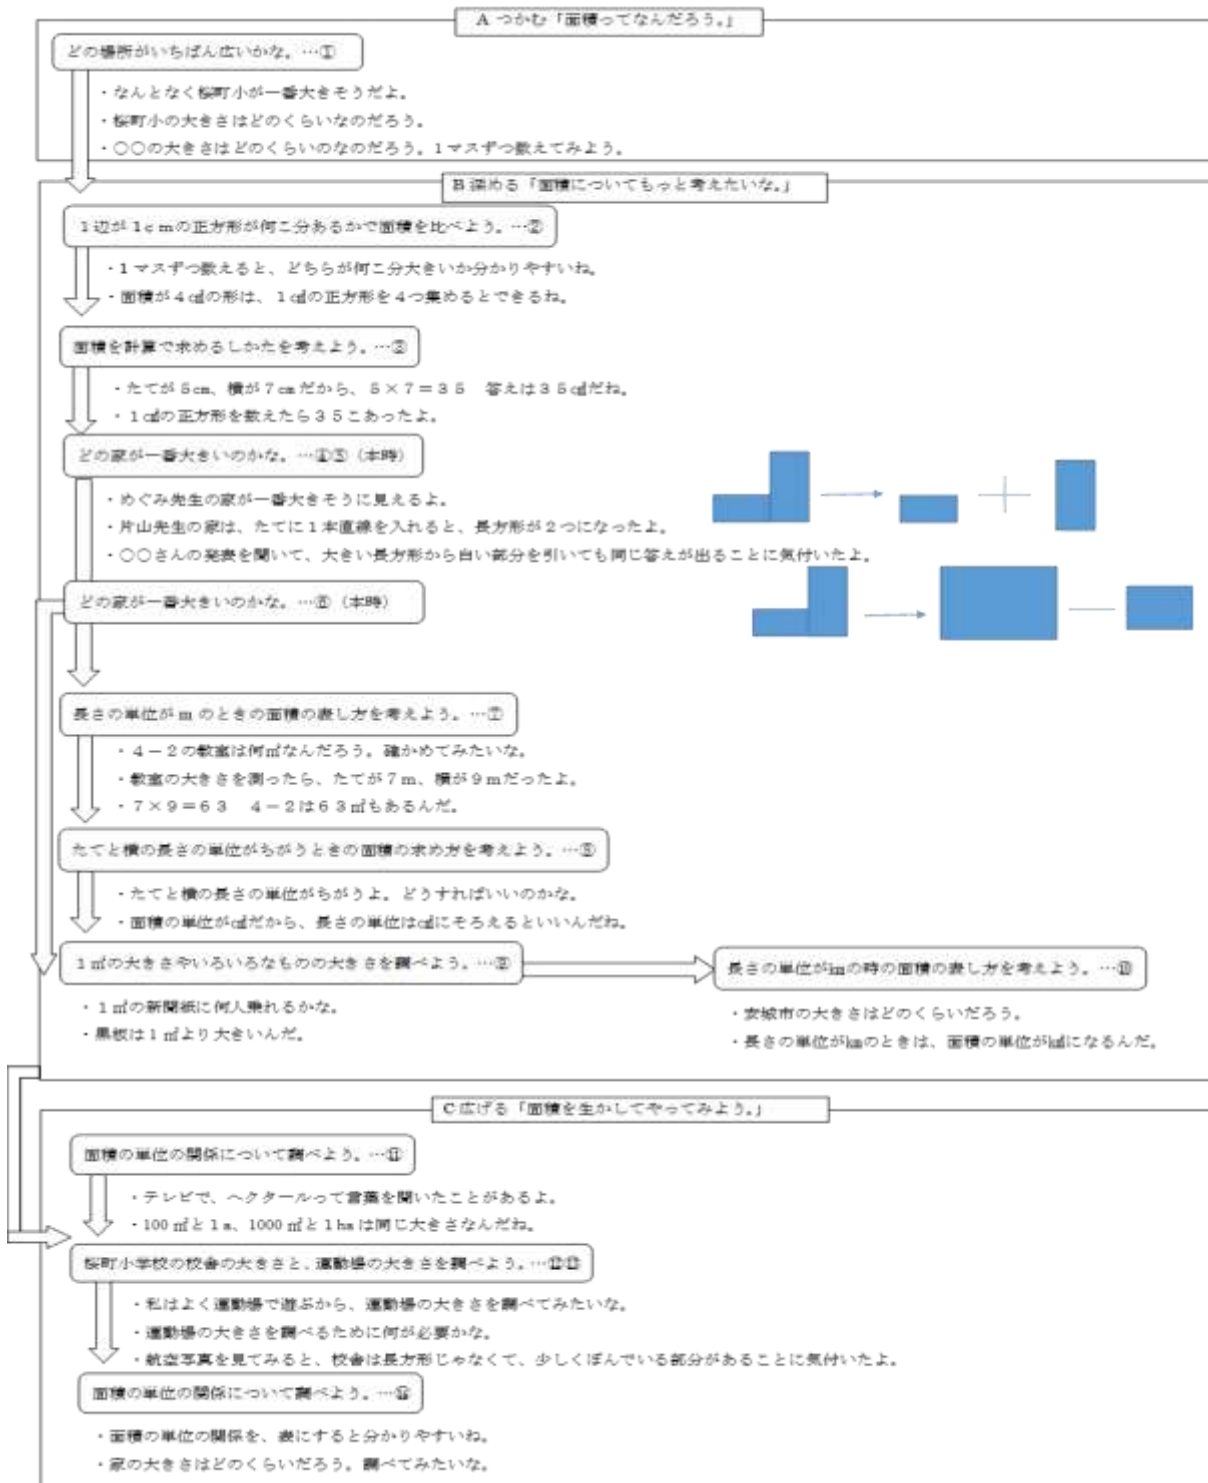 A つかむ「面積ってなんだろう。」
どの場所がいちばん広いかな。…①
・なんとなく桜町小が一番大きそうだよ。
・桜町小の大きさはどのくらいなのだろう。
・○○の大きさはどのくらいのなのだろう。1マスずつ数えてみよう。
B 深める「面積についてもっと考えたいな。」
1辺が1cmの正方形が何こ分あるかで面積を比べよう。…②
・1マスずつ数えると、どちらが何こ分大きいか分かりやすいね。
・面積が4㎠の形は、1㎠の正方形を4つ集めるとできるね。
面積を計算で求めるしかたを考えよう。…③
・たてが5㎝、横が7㎝だから、5×7=35 答えは35㎠だね。
・1㎠の正方形を数えたら35こあったよ。
どの家が一番大きいのかな。…④⑤（本時）
・めぐみ先生の家が一番大きそうに見えるよ。
・片山先生の家は、たてに1本直線を入れると、長方形が2つになったよ。
・○○さんの発表を聞いて、大きい長方形から白い部分を引いても同じ答えが出ることに気付いたよ。
どの家が一番大きいのかな。…⑥（本時）
長さの単位が m のときの面積の表し方を考えよう。…⑦
・4－2の教室は何㎡なんだろう。確かめてみたいな。
・教室の大きさを測ったら、たてが7m、横が9mだったよ。
・7×9=63 4－2は63㎡もあるんだ。
たてと横の長さの単位がちがうときの面積の求め方を考えよう。…⑧
・たてと横の長さの単位がちがうよ。どうすればいいのかな。
・面積の単位が㎠だから、長さの単位は㎠にそろえるといいんだね。
1㎡の大きさやいろいろなものの大きさを調べよう。…⑨
長さの単位が㎞の時の面積の表し方を考えよう。…⑩
・1㎡の新聞紙に何人乗れるかな。
・黒板は1㎡より大きいんだ。
・安城市の大きさはどのくらいだろう。
・長さの単位が㎞のときは、面積の単位が㎢になるんだ。
C 広げる「面積を生かしてやってみよう。」
面積の単位の関係について調べよう。…⑪
・テレビで、ヘクタールって言葉を聞いたことがあるよ。
・100㎡と1a、1000㎡と1haは同じ大きさなんだね。
桜町小学校の校舎の大きさと、運動場の大きさを調べよう。…⑫⑬
・私はよく運動場で遊ぶから、運動場の大きさを調べてみたいな。
・運動場の大きさを調べるために何が必要かな。
・航空写真を見てみると、校舎は長方形じゃなくて、少しくぼんでいる部分があることに気付いたよ。
面積の単位の関係について調べよう。…⑭
・面積の単位の関係を、表にすると分かりやすいね。
・家の大きさはどのくらいだろう。調べてみたいな。